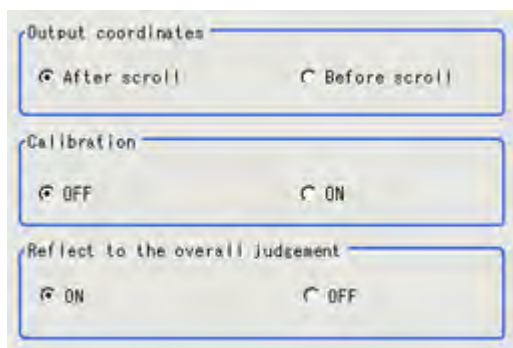 Output coordinates
After scroll Before scroll
Calibration
OFF ON
Reflect to the overall judgement
ON OFF